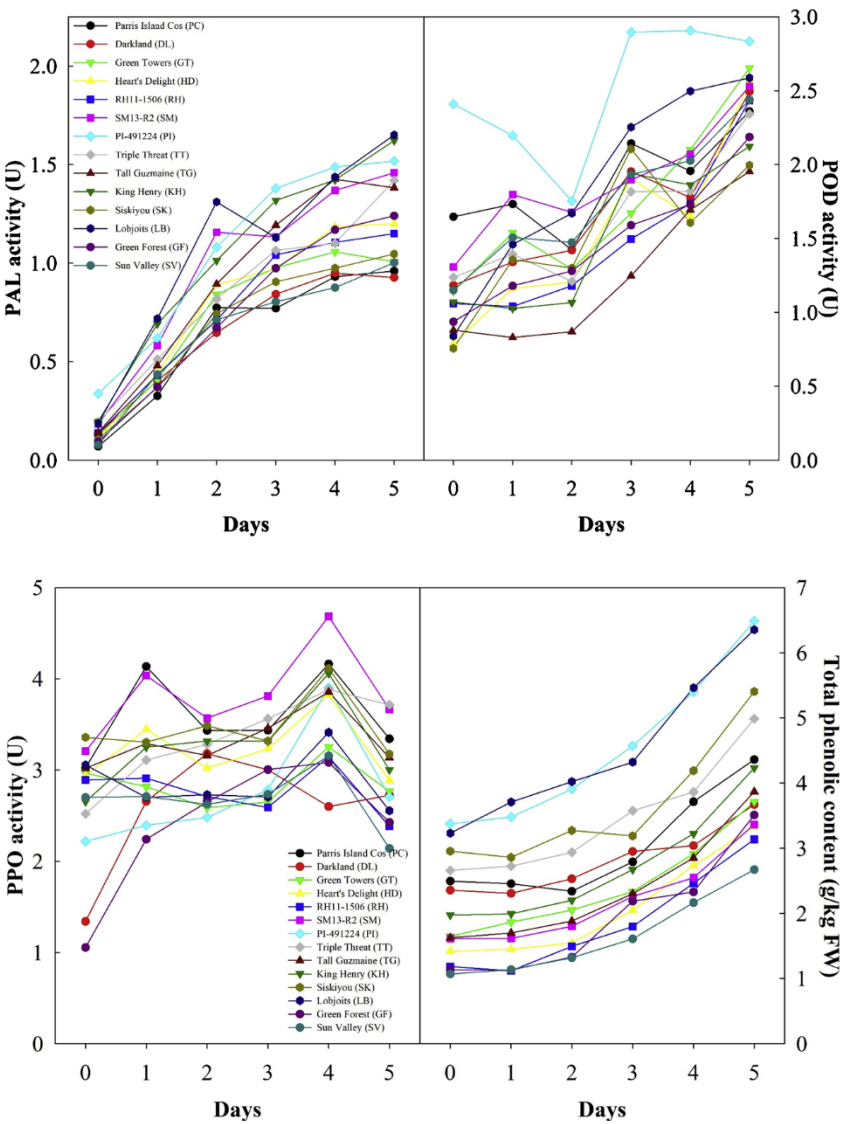 PAL activity (U)
2.0
1.5
1.0
0.5
0.0
Parris Island Cos (PC)
Darkland (DL)
Green Towers (GT)
Heart's Delight (HD)
RH11-1506 (RH)
SM13-R2 (SM)
PI-491224 (PI)
Triple Threat (TT)
Tall Guzmaine (TG)
King Henry (KH)
Siskiyou (SK)
Lobjoits (LB)
Green Forest (GF)
Sun Valley (SV)
0 1 2 3 4 5
Days
3.0
2.5
2.0
1.5
1.0
0.5
0.0
POD activity (U)
0 1 2 3 4 5
Days
PPO activity (U)
5
4
3
2
1
0
Parris Island Cos (PC)
Darkland (DL)
Green Towers (GT)
Heart's Delight (HD)
RH11-1506 (RH)
SM13-R2 (SM)
PI-491224 (PI)
Triple Threat (TT)
Tall Guzmaine (TG)
King Henry (KH)
Siskiyou (SK)
Lobjoits (LB)
Green Forest (GF)
Sun Valley (SV)
0 1 2 3 4 5
Days
7
6
5
4
3
2
1
0
Total phenolic content (g/kg FW)
0 1 2 3 4 5
Days